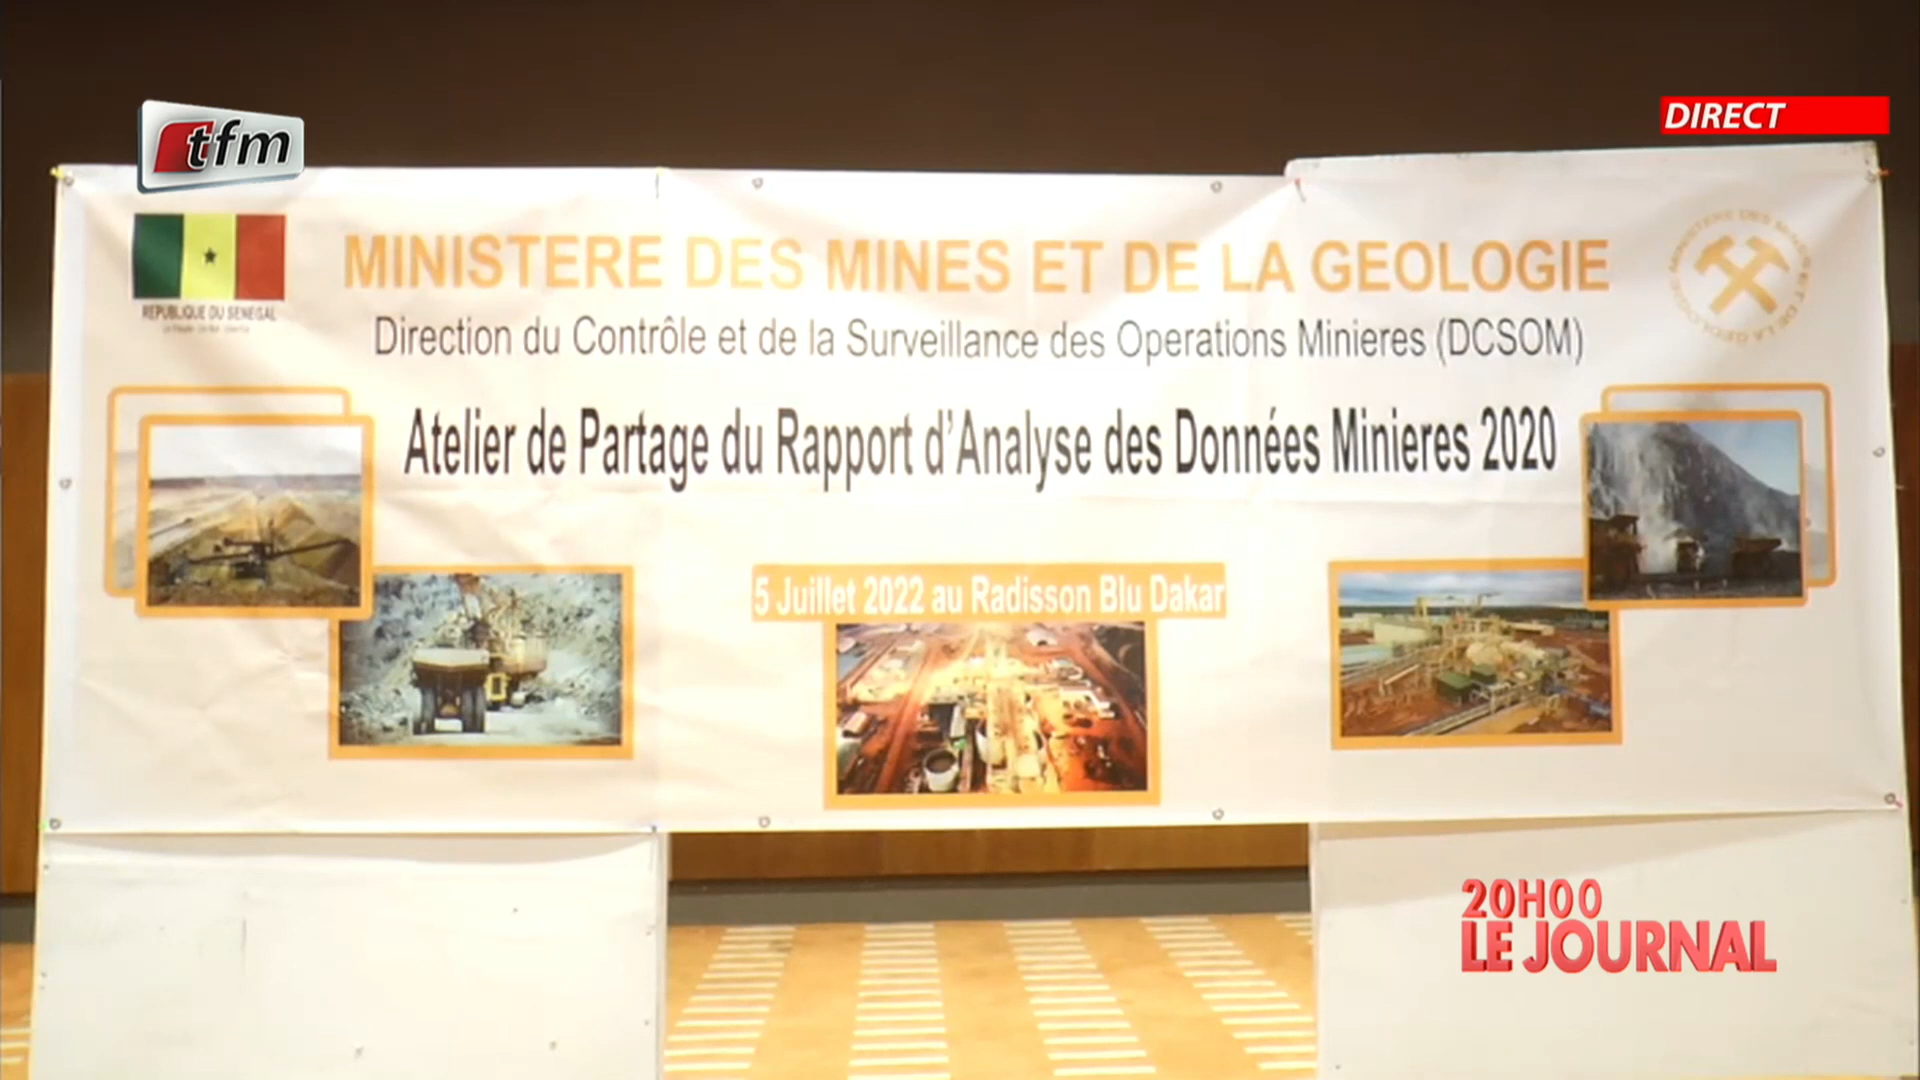 tfm
DIRECT
MINISTERE DES MINES ET DE LA GEOLOGIE
REPUBLIQUE DU SENEGAL
Direction du Contrôle et de la Surveillance des Operations Minieres (DCSOM)
Atelier de Partage du Rapport d'Analyse des Données Minieres 2020
5 Juillet 2022 au Radisson Blu Dakar
20H00
LE JOURNAL